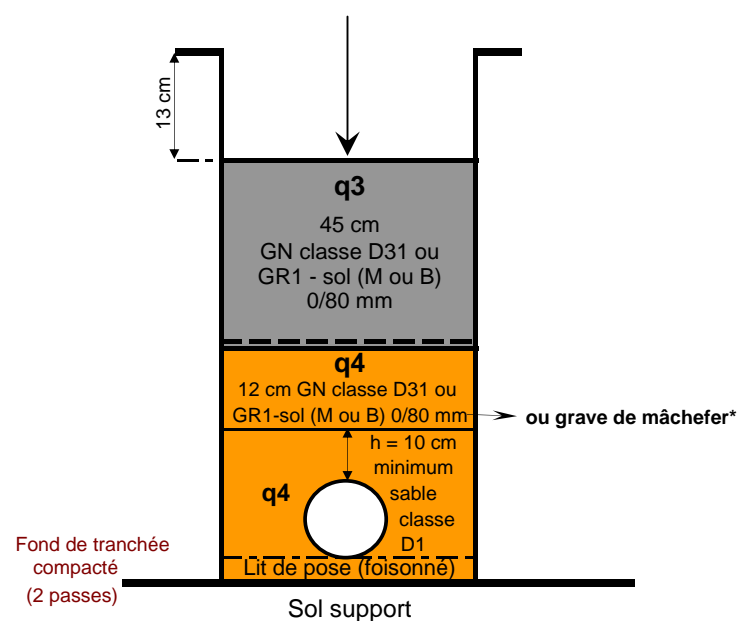 13 cm
q3
45 cm
GN classe D31 ou
GR1 - sol (M ou B)
0/80 mm
q4
12 cm GN classe D31 ou
GR1-sol (M ou B) 0/80 mm
ou grave de mâchefer*
h = 10 cm
minimum
q4
sable
classe
D1
Fond de tranchée
compacté
(2 passes)
Lit de pose (foisonné)
Sol support